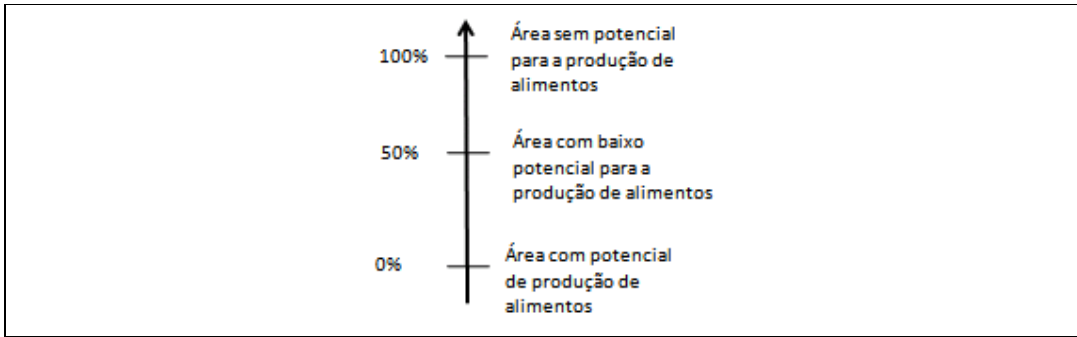 100%
Área sem potencial
para a produção de
alimentos
50%
Área com baixo
potencial para a
produção de alimentos
0%
Área com potencial
de produção de
alimentos